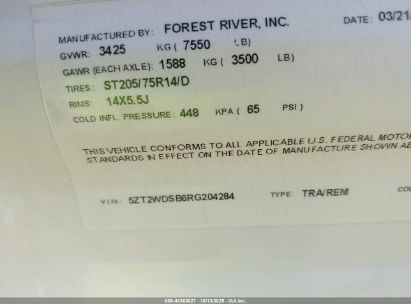 MANUFACTURED BY: FOREST RIVER, INC. DATE: 03/21/
GVWR: 3425 KG ( 7550 LB)
GAWR (EACH AXLE): 1588 KG ( 3500 LB)
TIRES: ST205/75R14/D
RIMS: 14X5.5J
COLD INFL. PRESSURE: 448 KPA ( 65 PSI )
THIS VEHICLE CONFORMS TO ALL APPLICABLE U.S. FEDERAL MOTOR
STANDARDS IN EFFECT ON THE DATE OF MANUFACTURE SHOWN AB
V.I.N.: 5ZT2WDSB6RG204284 TYPE: TRA/REM CO